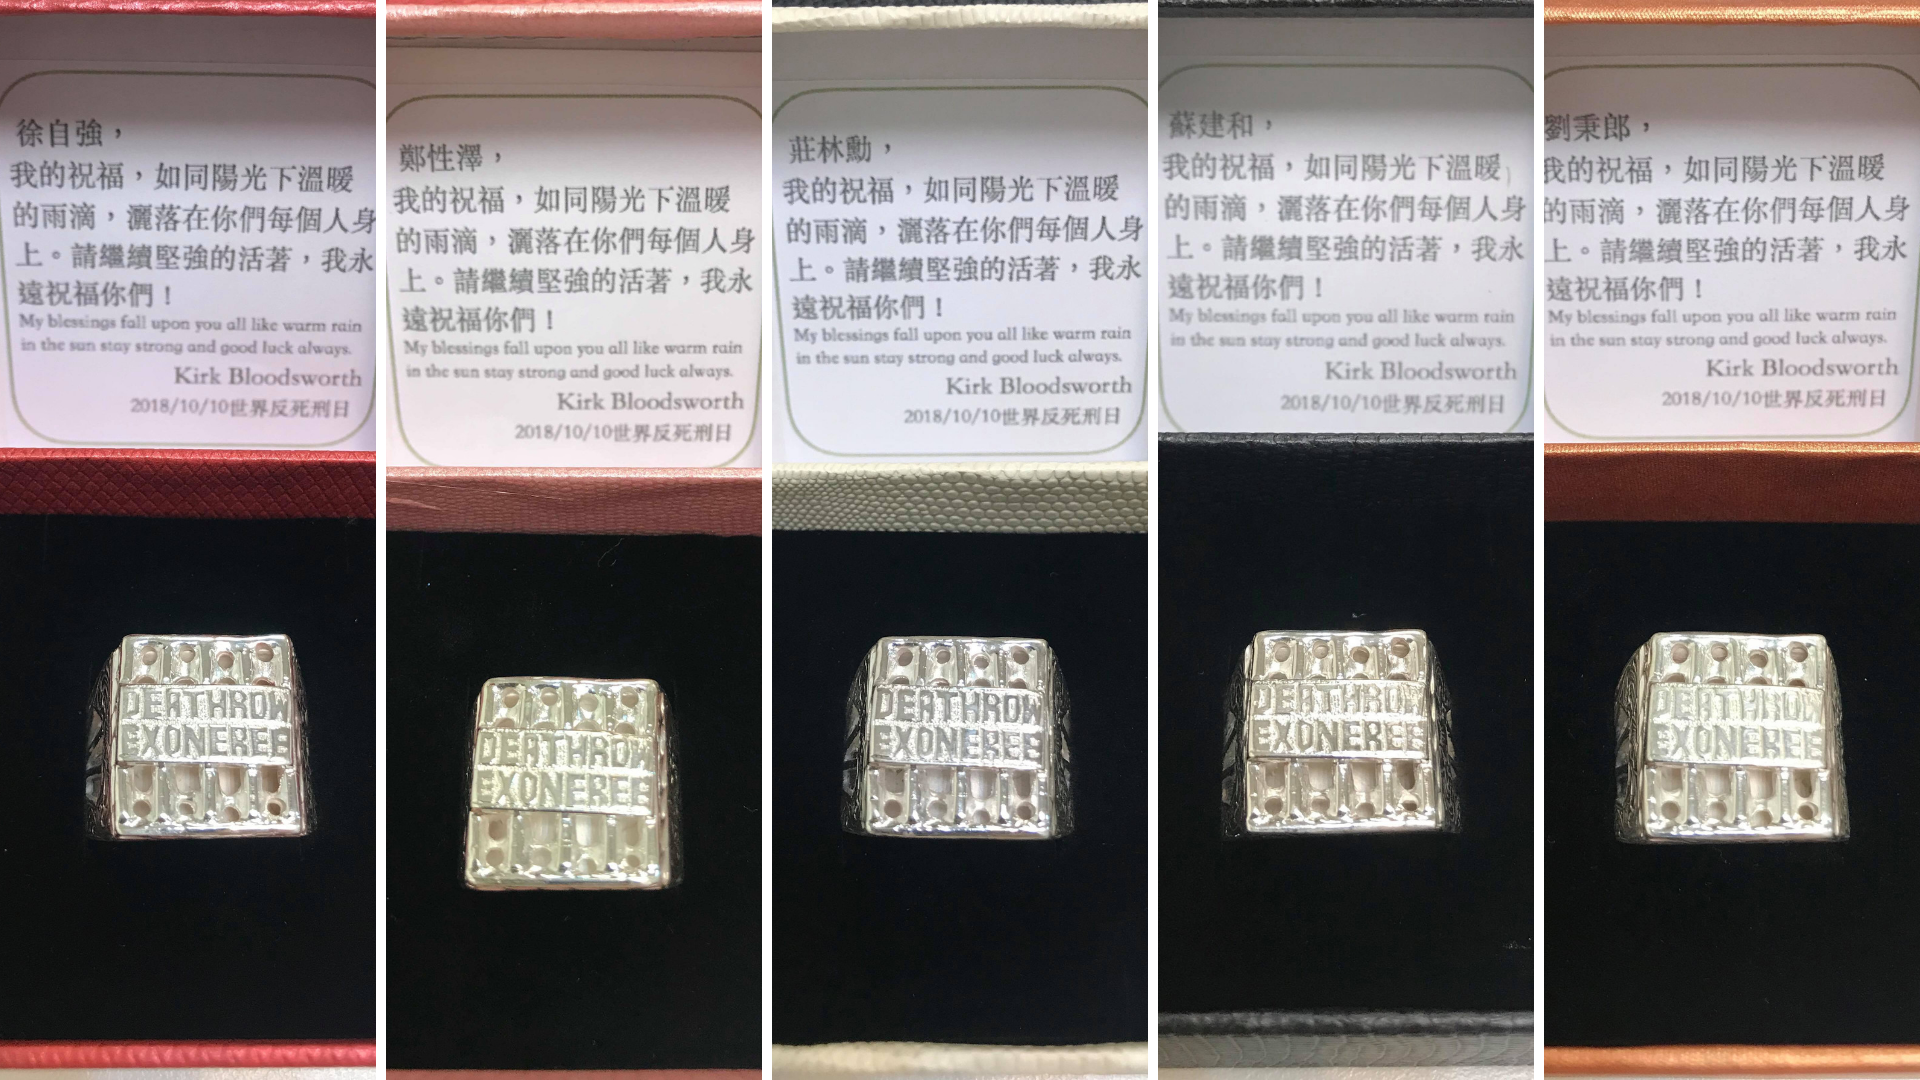 徐自強，
我的祝福，如同陽光下溫暖
的雨滴，灑落在你們每個人身
上。請繼續堅強的活著，我永
遠祝福你們！
My blessings fall upon you all like warm rain
in the sun stay strong and good luck always.
Kirk Bloodsworth
2018/10/10世界反死刑日
DEATHROW
EXONEREE
鄭性澤，
我的祝福，如同陽光下溫暖
的雨滴，灑落在你們每個人身
上。請繼續堅強的活著，我永
遠祝福你們！
My blessings fall upon you all like warm rain
in the sun stay strong and good luck always.
Kirk Bloodsworth
2018/10/10世界反死刑日
DEATHROW
EXONEREE
莊林勳，
我的祝福，如同陽光下溫暖
的雨滴，灑落在你們每個人身
上。請繼續堅強的活著，我永
遠祝福你們！
My blessings fall upon you all like warm rain
in the sun stay strong and good luck always.
Kirk Bloodsworth
2018/10/10世界反死刑日
DEATHROW
EXONEREE
蘇建和，
我的祝福，如同陽光下溫暖
的雨滴，灑落在你們每個人身
上。請繼續堅強的活著，我永
遠祝福你們！
My blessings fall upon you all like warm rain
in the sun stay strong and good luck always.
Kirk Bloodsworth
2018/10/10世界反死刑日
DEATHROW
EXONEREE
劉秉郎，
我的祝福，如同陽光下溫暖
的雨滴，灑落在你們每個人身
上。請繼續堅強的活著，我永
遠祝福你們！
My blessings fall upon you all like warm rain
in the sun stay strong and good luck always.
Kirk Bloodsworth
2018/10/10世界反死刑日
DEATHROW
EXONEREE